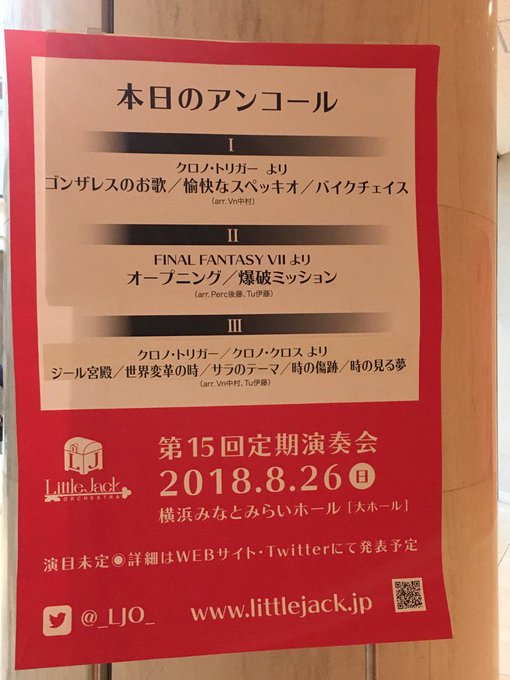 本日のアンコール
I
クロノ・トリガー より
ゴンザレスのお歌／愉快なスペッキオ／バイクチェイス
(arr. Vn中村)
II
FINAL FANTASY VII より
オープニング／爆破ミッション
(arr. Perc後藤、Tu伊藤)
III
クロノ・トリガー／クロノ・クロス より
ジール宮殿／世界変革の時／サラのテーマ／時の傷跡／時の見る夢
(arr. Vn中村、Tu伊藤)
LJ
Little Jack
ORCHESTRA
第15回定期演奏会
2018.8.26日
横浜みなとみらいホール［大ホール］
演目未定◉詳細はWEBサイト・Twitterにて発表予定
@_LJO_
www.littlejack.jp